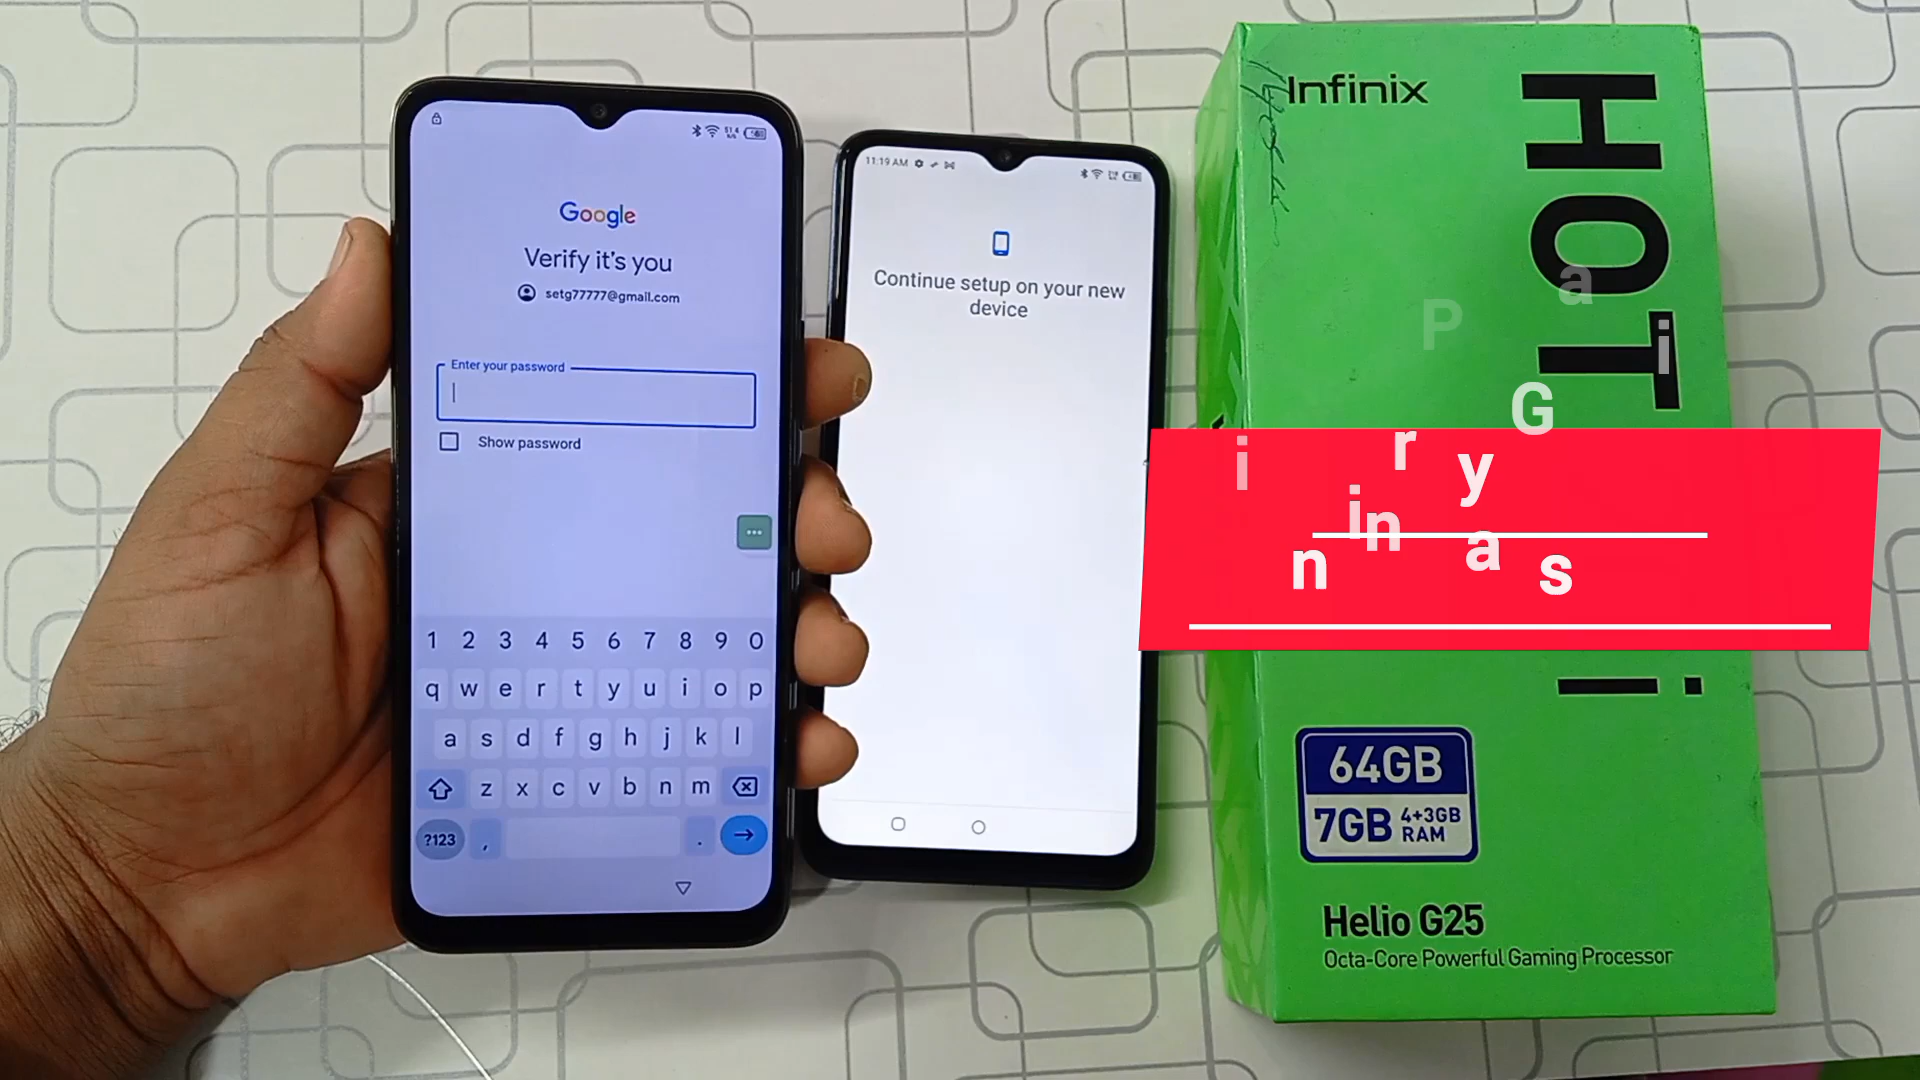 51.4
K/s
Google
Verify it's you
setg77777@gmail.com
Enter your password
Show password
1 2 3 4 5 6 7 8 9 0
q w e r t y u i o p
a s d f g h j k l
z x c v b n m
?123 , .
11:19 AM
Continue setup on your new
device
Infinix
HOT
i
64GB
7GB 4+3GB
RAM
Helio G25
Octa-Core Powerful Gaming Processor
P a i
G
i r y
i n a
n s